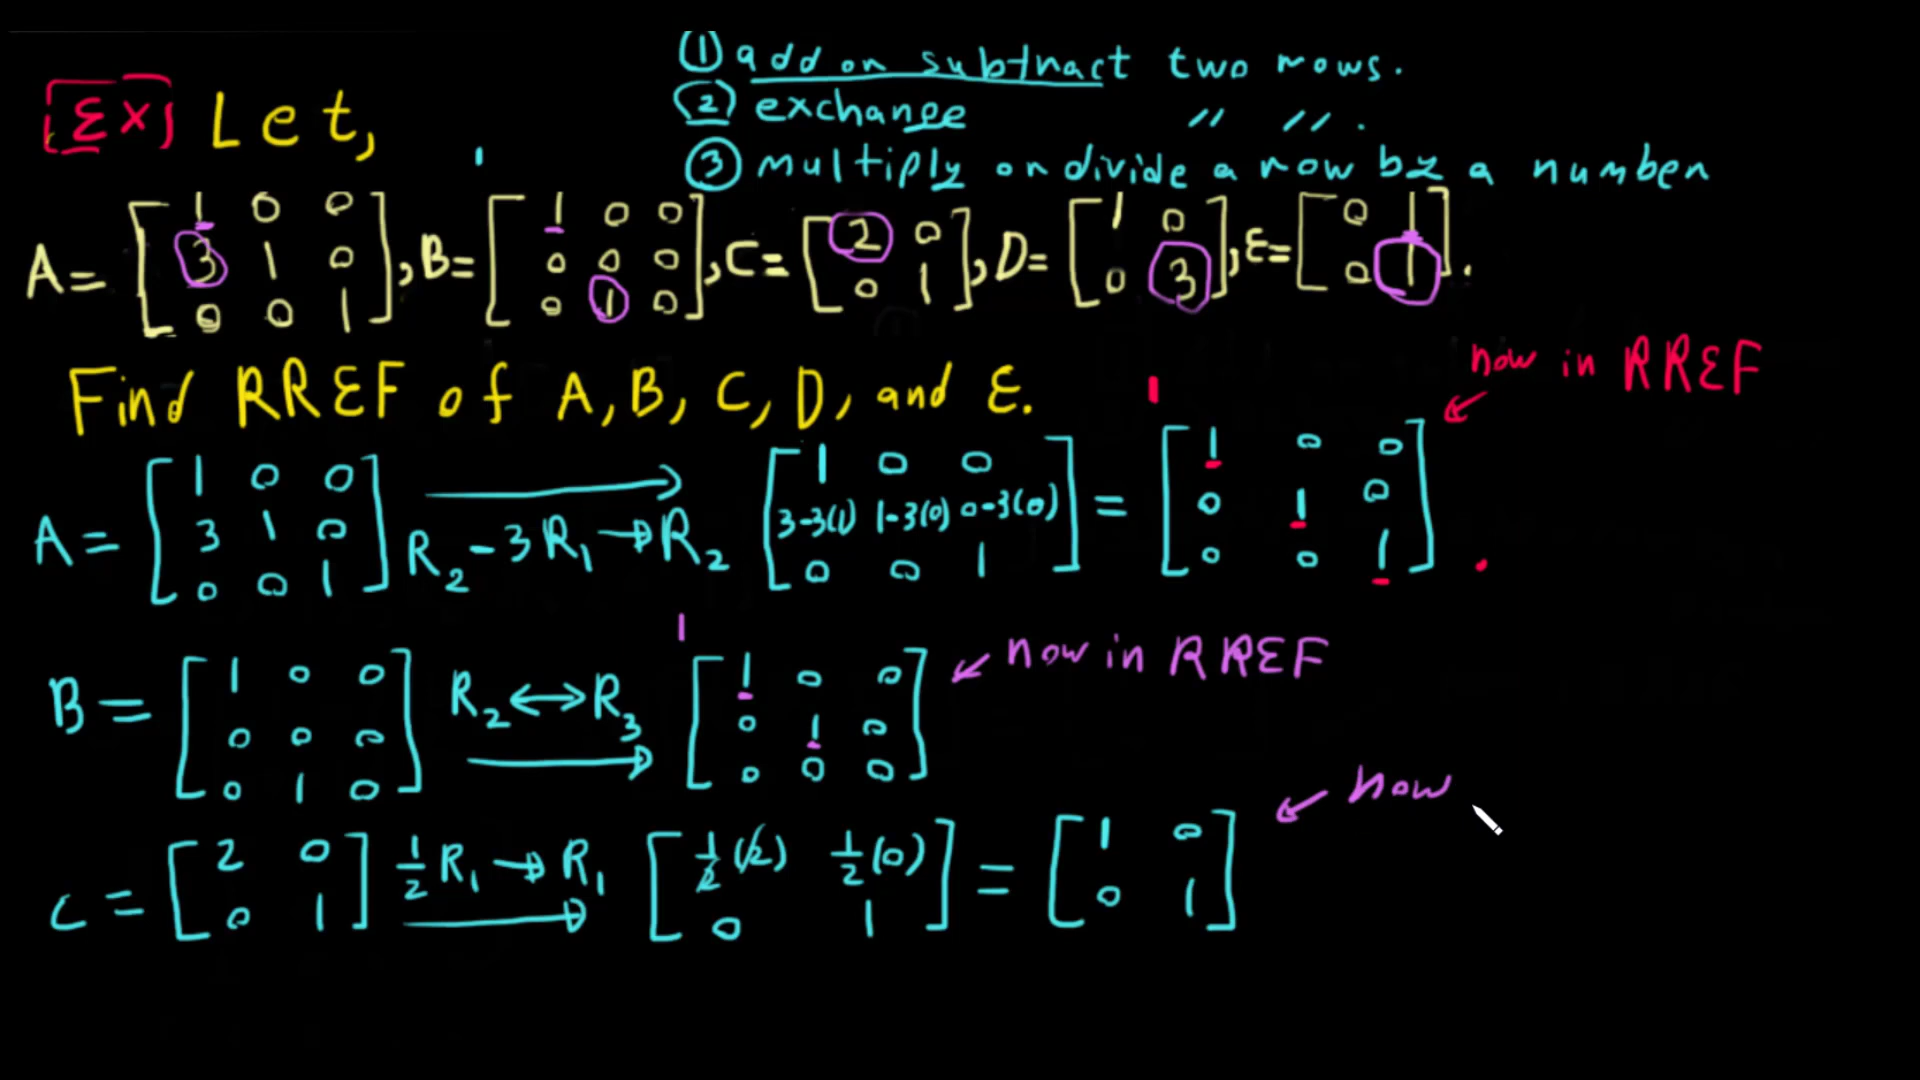 ① add or subtract two rows.
② exchange " " .
③ multiply or divide a row by a number
Ex Let,
A = [1 0 0; 3 1 0; 0 0 1], B = [1 0 0; 0 0 0; 0 1 0], C = [2 0; 0 1], D = [1 0; 0 3], E = [0 1; 0 1].
Find RREF of A, B, C, D, and E.
now in RREF
A = [1 0 0; 3 1 0; 0 0 1] R₂ - 3R₁ → R₂ [1 0 0; 3-3(1) 1-3(0) 0-3(0); 0 0 1] = [1 0 0; 0 1 0; 0 0 1].
B = [1 0 0; 0 0 0; 0 1 0] R₂ ↔ R₃ [1 0 0; 0 1 0; 0 0 0] ← now in RREF
C = [2 0; 0 1] 1/2 R₁ → R₁ [1/2(2) 1/2(0); 0 1] = [1 0; 0 1] ← now